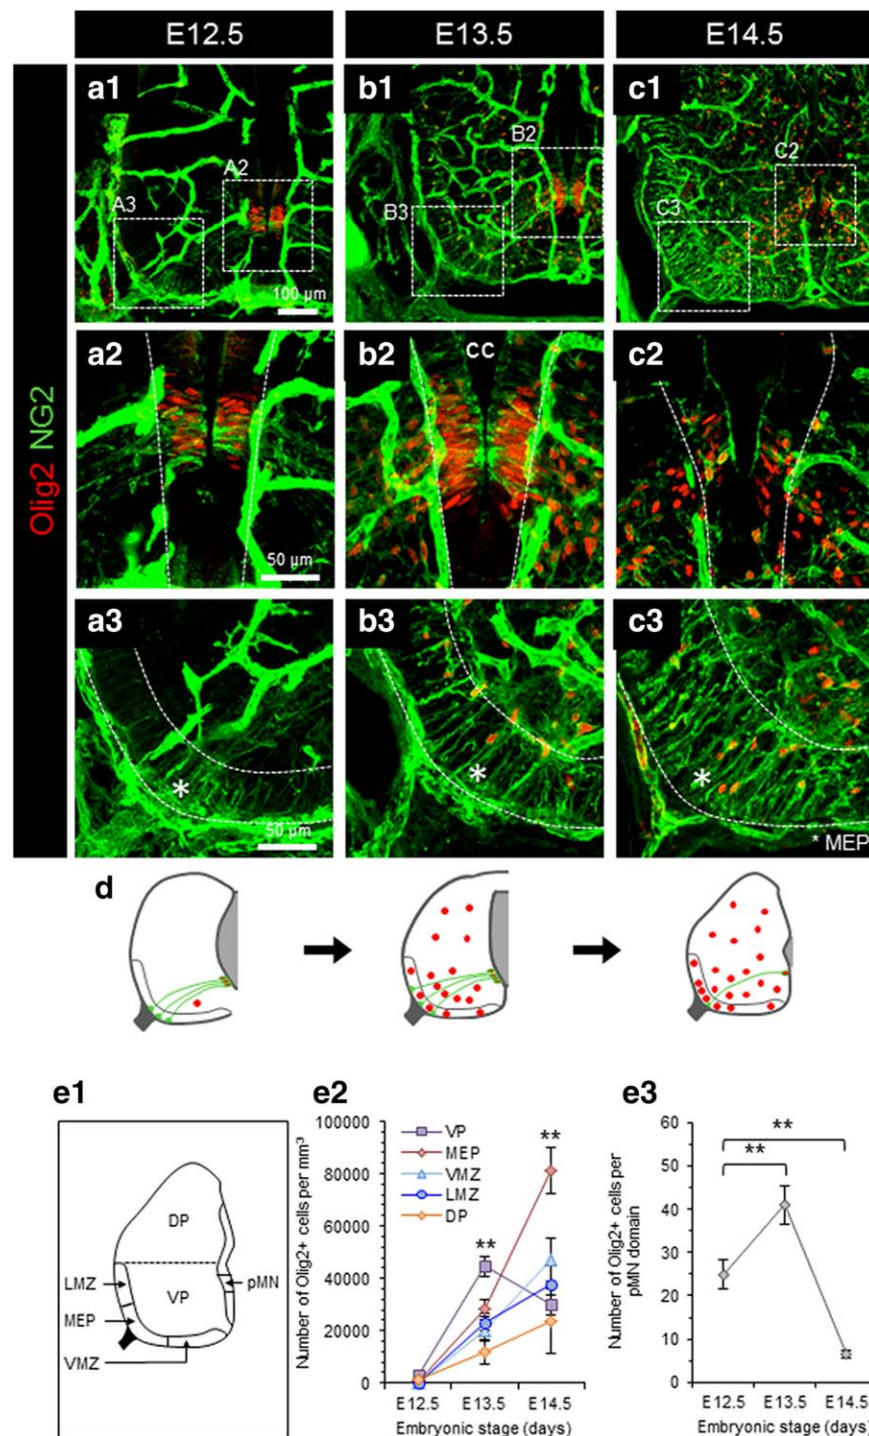 E12.5 E13.5 E14.5
Olig2 NG2
a1 b1 c1
A2
A3
100 µm
B2
B3
C2
C3
a2 b2 c2
CC
50 µm
a3 b3 c3
* * *
50 µm
* MEP
d
e1 e2 e3
DP
LMZ
VP
pMN
MEP
VMZ
Number of Olig2+ cells per mm³
100000
80000
60000
40000
20000
0
VP
MEP
VMZ
LMZ
DP
**
**
E12.5 E13.5 E14.5
Embryonic stage (days)
Number of Olig2+ cells per
pMN domain
60
50
40
30
20
10
0
**
**
E12.5 E13.5 E14.5
Embryonic stage (days)